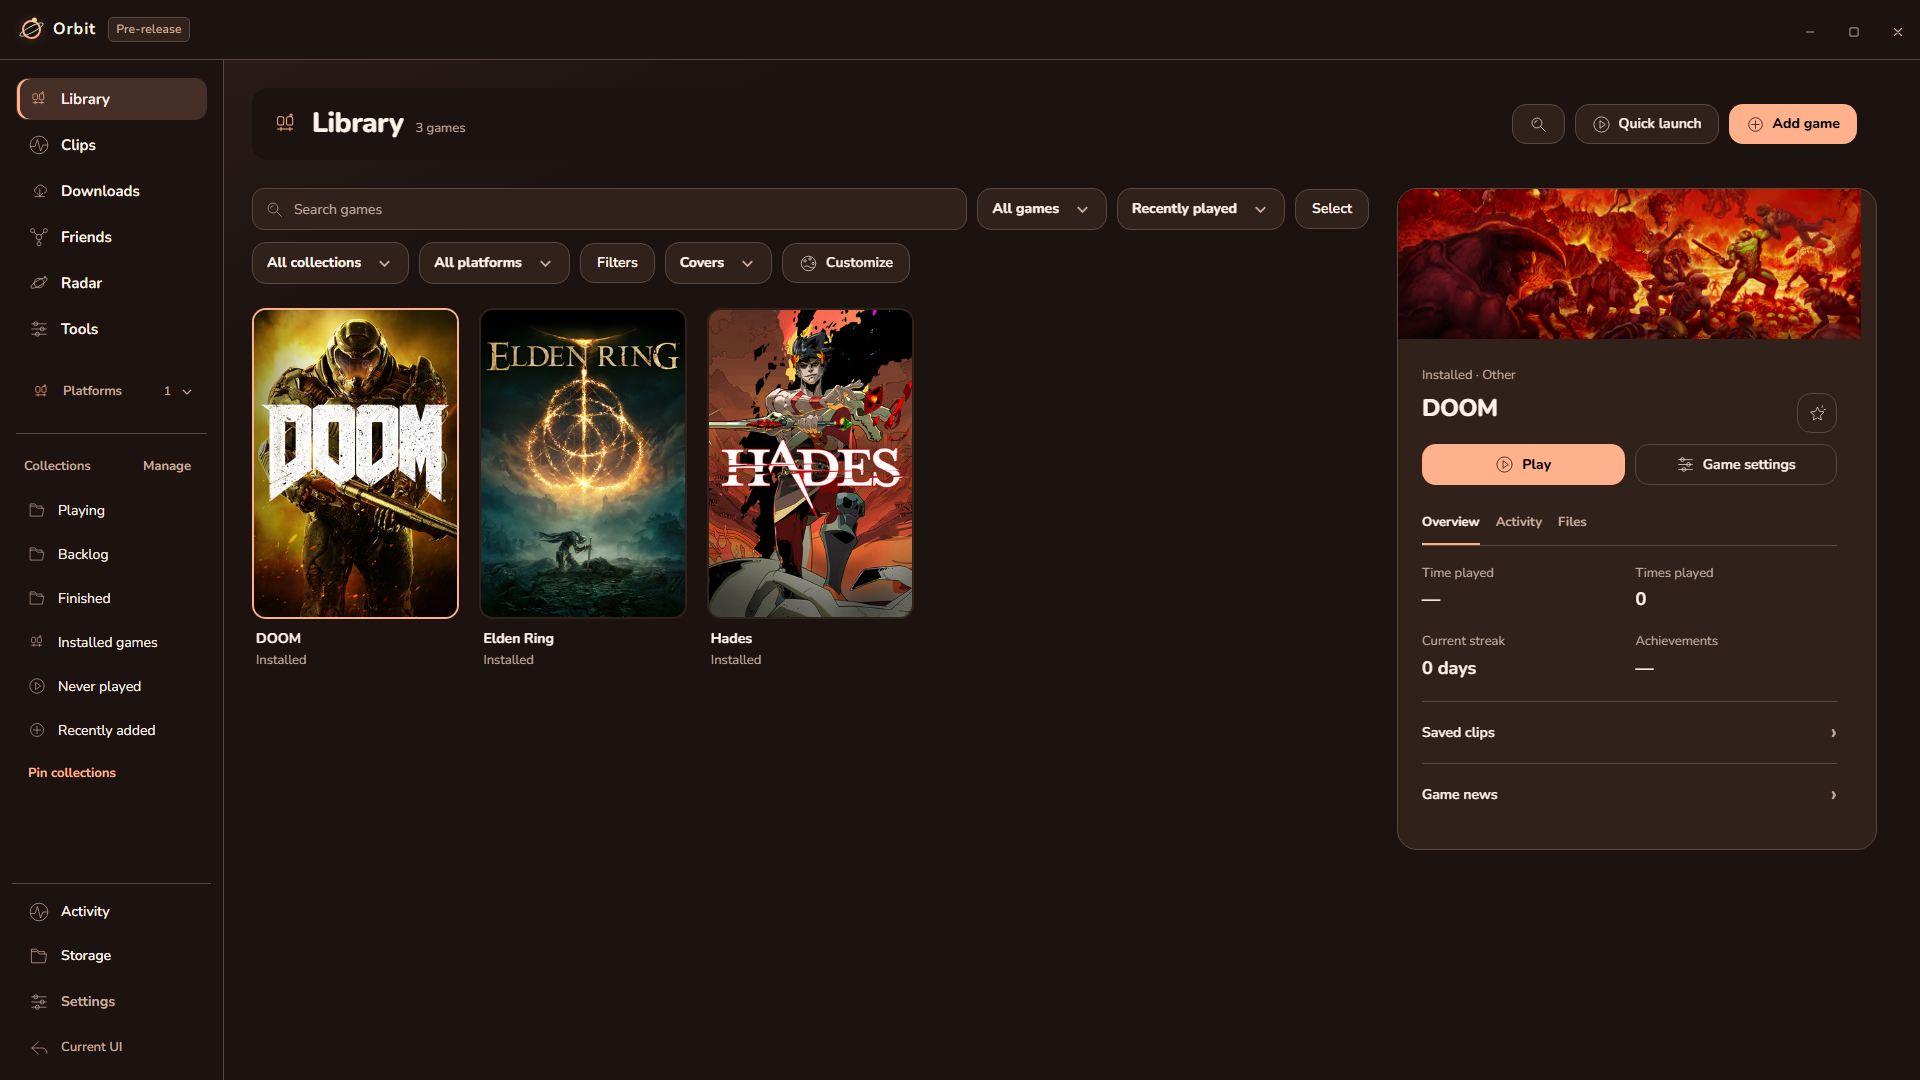 Orbit
Pre-release
Library
Clips
Downloads
Friends
Radar
Tools
Platforms 1
Collections Manage
Playing
Backlog
Finished
Installed games
Never played
Recently added
Pin collections
Activity
Storage
Settings
Current UI
Library 3 games
Quick launch
Add game
Search games
All games
Recently played
Select
All collections
All platforms
Filters
Covers
Customize
DOOM
ELDEN RING
HADES
DOOM
Installed
Elden Ring
Installed
Hades
Installed
Installed · Other
DOOM
Play
Game settings
Overview Activity Files
Time played Times played
— 0
Current streak Achievements
0 days —
Saved clips
Game news